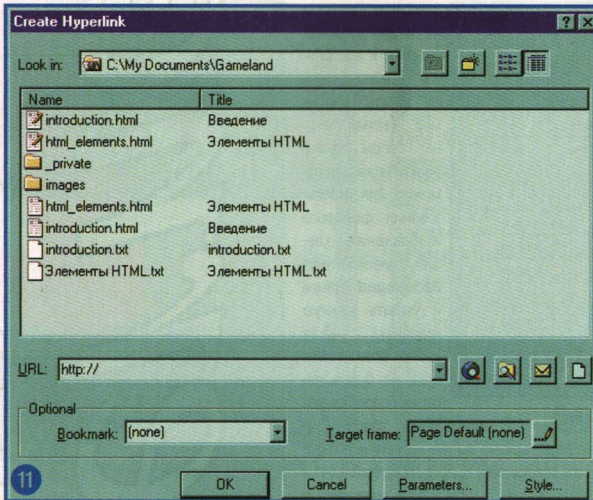 Create Hyperlink
Look in: C:\My Documents\Gameland
Name Title
introduction.html Введение
html_elements.html Элементы HTML
_private
images
html_elements.html Элементы HTML
introduction.html Введение
introduction.txt introduction.txt
Элементы HTML.txt Элементы HTML.txt
URL: http://
Optional
Bookmark: (none) Target frame: Page Default (none)
11 OK Cancel Parameters... Style...